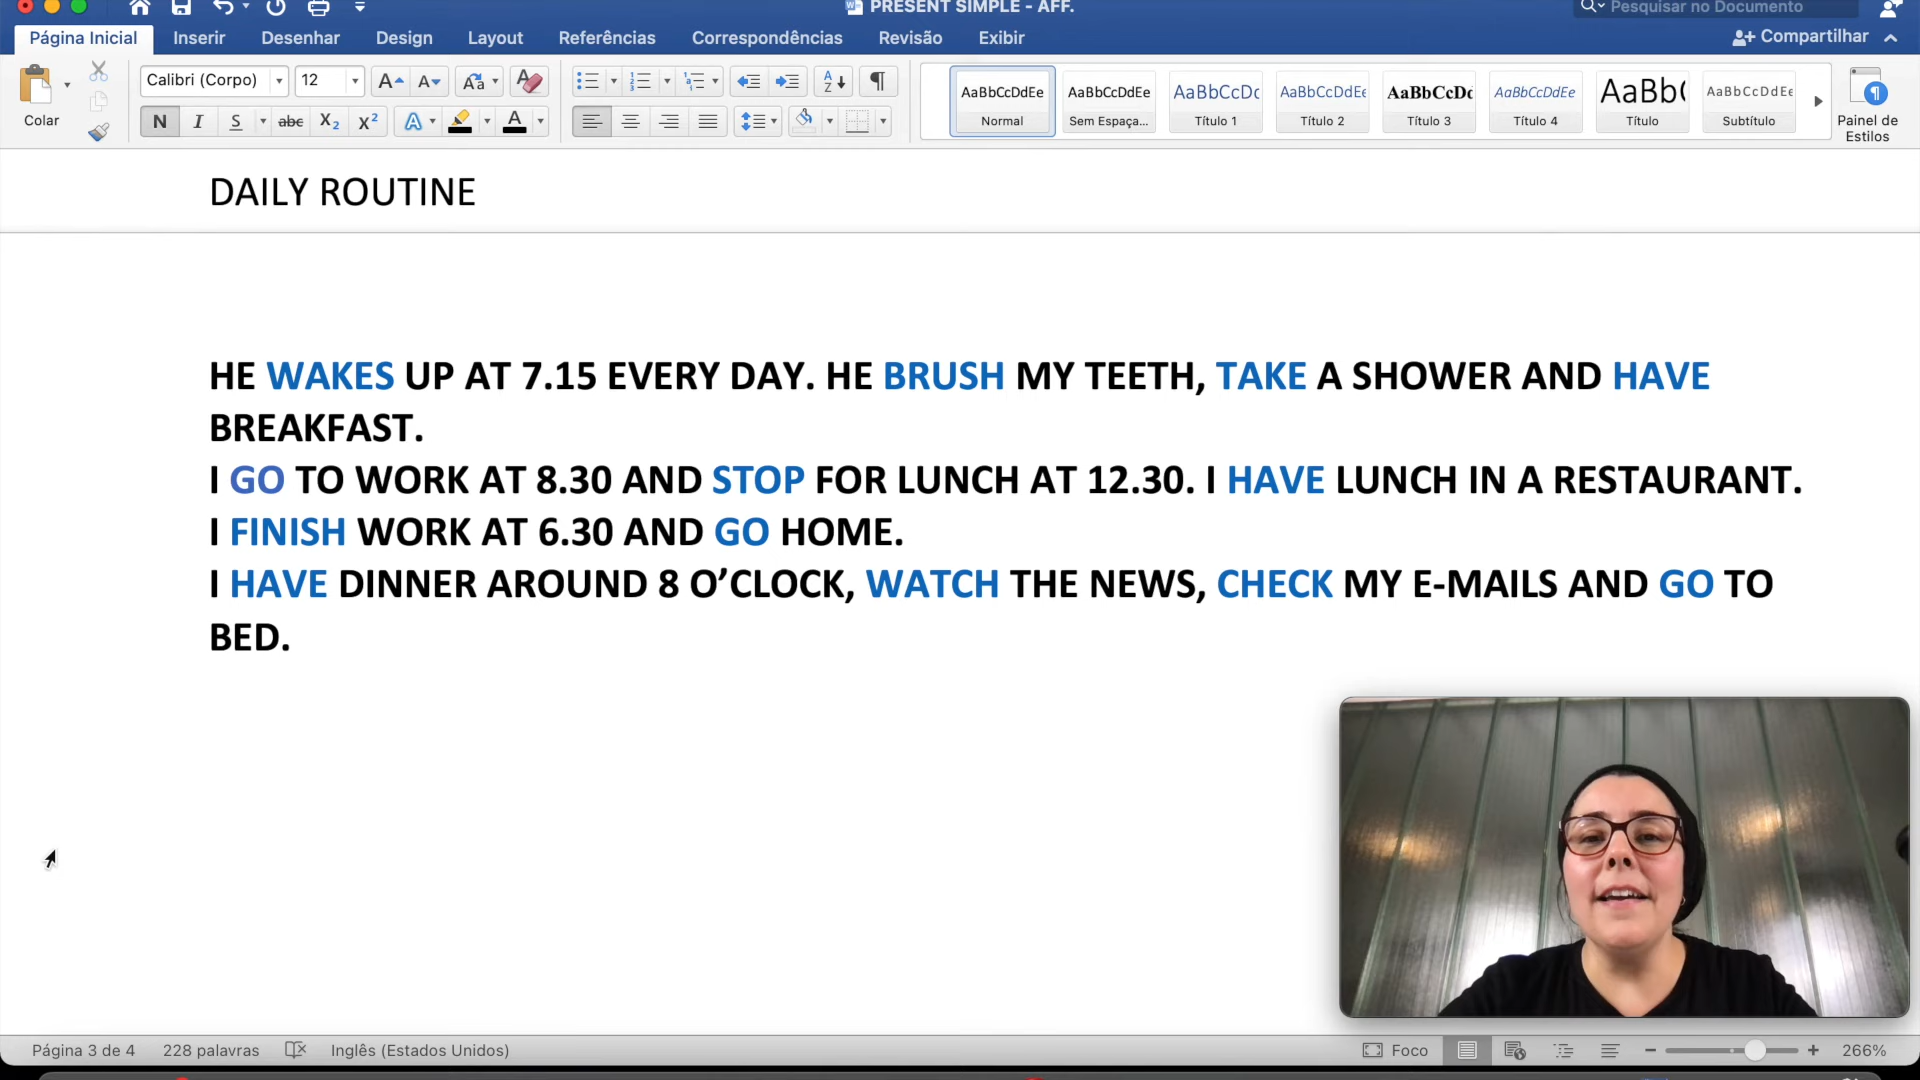 PRESENT SIMPLE - AFF.
Pesquisar no Documento
Página Inicial
Inserir
Desenhar
Design
Layout
Referências
Correspondências
Revisão
Exibir
Compartilhar
Colar
Calibri (Corpo)
12
AaBbCcDdEe
Normal
AaBbCcDdEe
Sem Espaça...
AaBbCcDc
Título 1
AaBbCcDdEe
Título 2
AaBbCcDc
Título 3
AaBbCcDdEe
Título 4
AaBb(
Título
AaBbCcDdEe
Subtítulo
Painel de
Estilos
DAILY ROUTINE
HE WAKES UP AT 7.15 EVERY DAY. HE BRUSH MY TEETH, TAKE A SHOWER AND HAVE
BREAKFAST.
I GO TO WORK AT 8.30 AND STOP FOR LUNCH AT 12.30. I HAVE LUNCH IN A RESTAURANT.
I FINISH WORK AT 6.30 AND GO HOME.
I HAVE DINNER AROUND 8 O’CLOCK, WATCH THE NEWS, CHECK MY E-MAILS AND GO TO
BED.
Página 3 de 4
228 palavras
Inglês (Estados Unidos)
Foco
266%